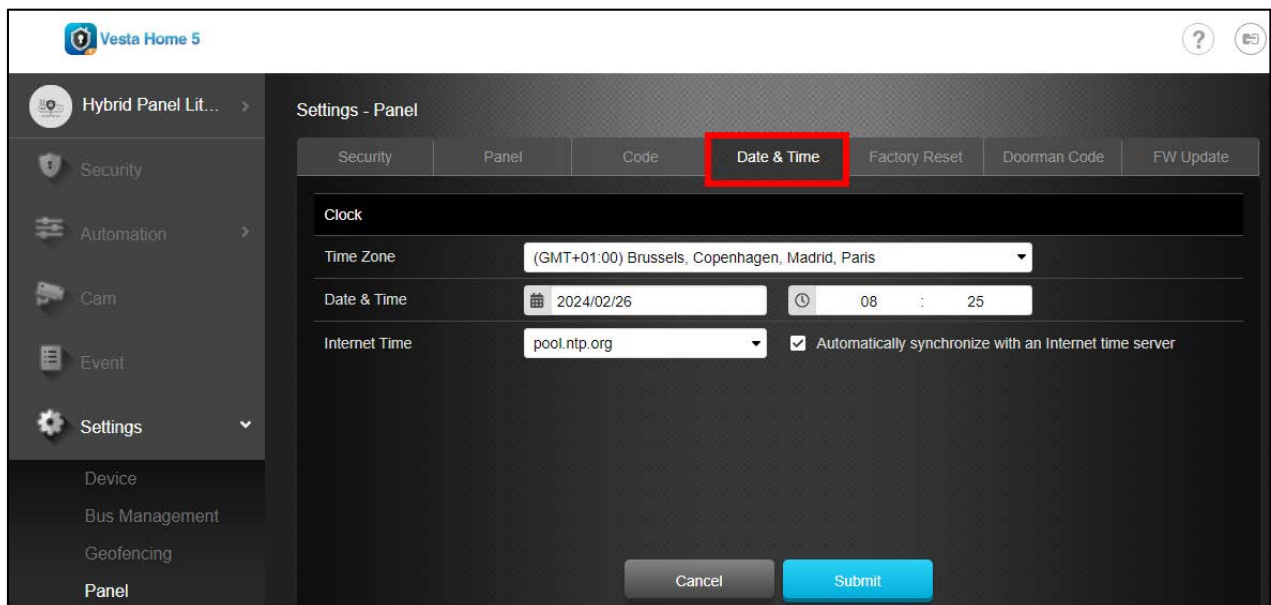 Vesta Home 5
?
Hybrid Panel Lit...
Settings - Panel
Security
Panel
Code
Date & Time
Factory Reset
Doorman Code
FW Update
Security
Automation
Cam
Event
Settings
Device
Bus Management
Geofencing
Panel
Clock
Time Zone
(GMT+01:00) Brussels, Copenhagen, Madrid, Paris
Date & Time
2024/02/26
08 : 25
Internet Time
pool.ntp.org
Automatically synchronize with an Internet time server
Cancel
Submit